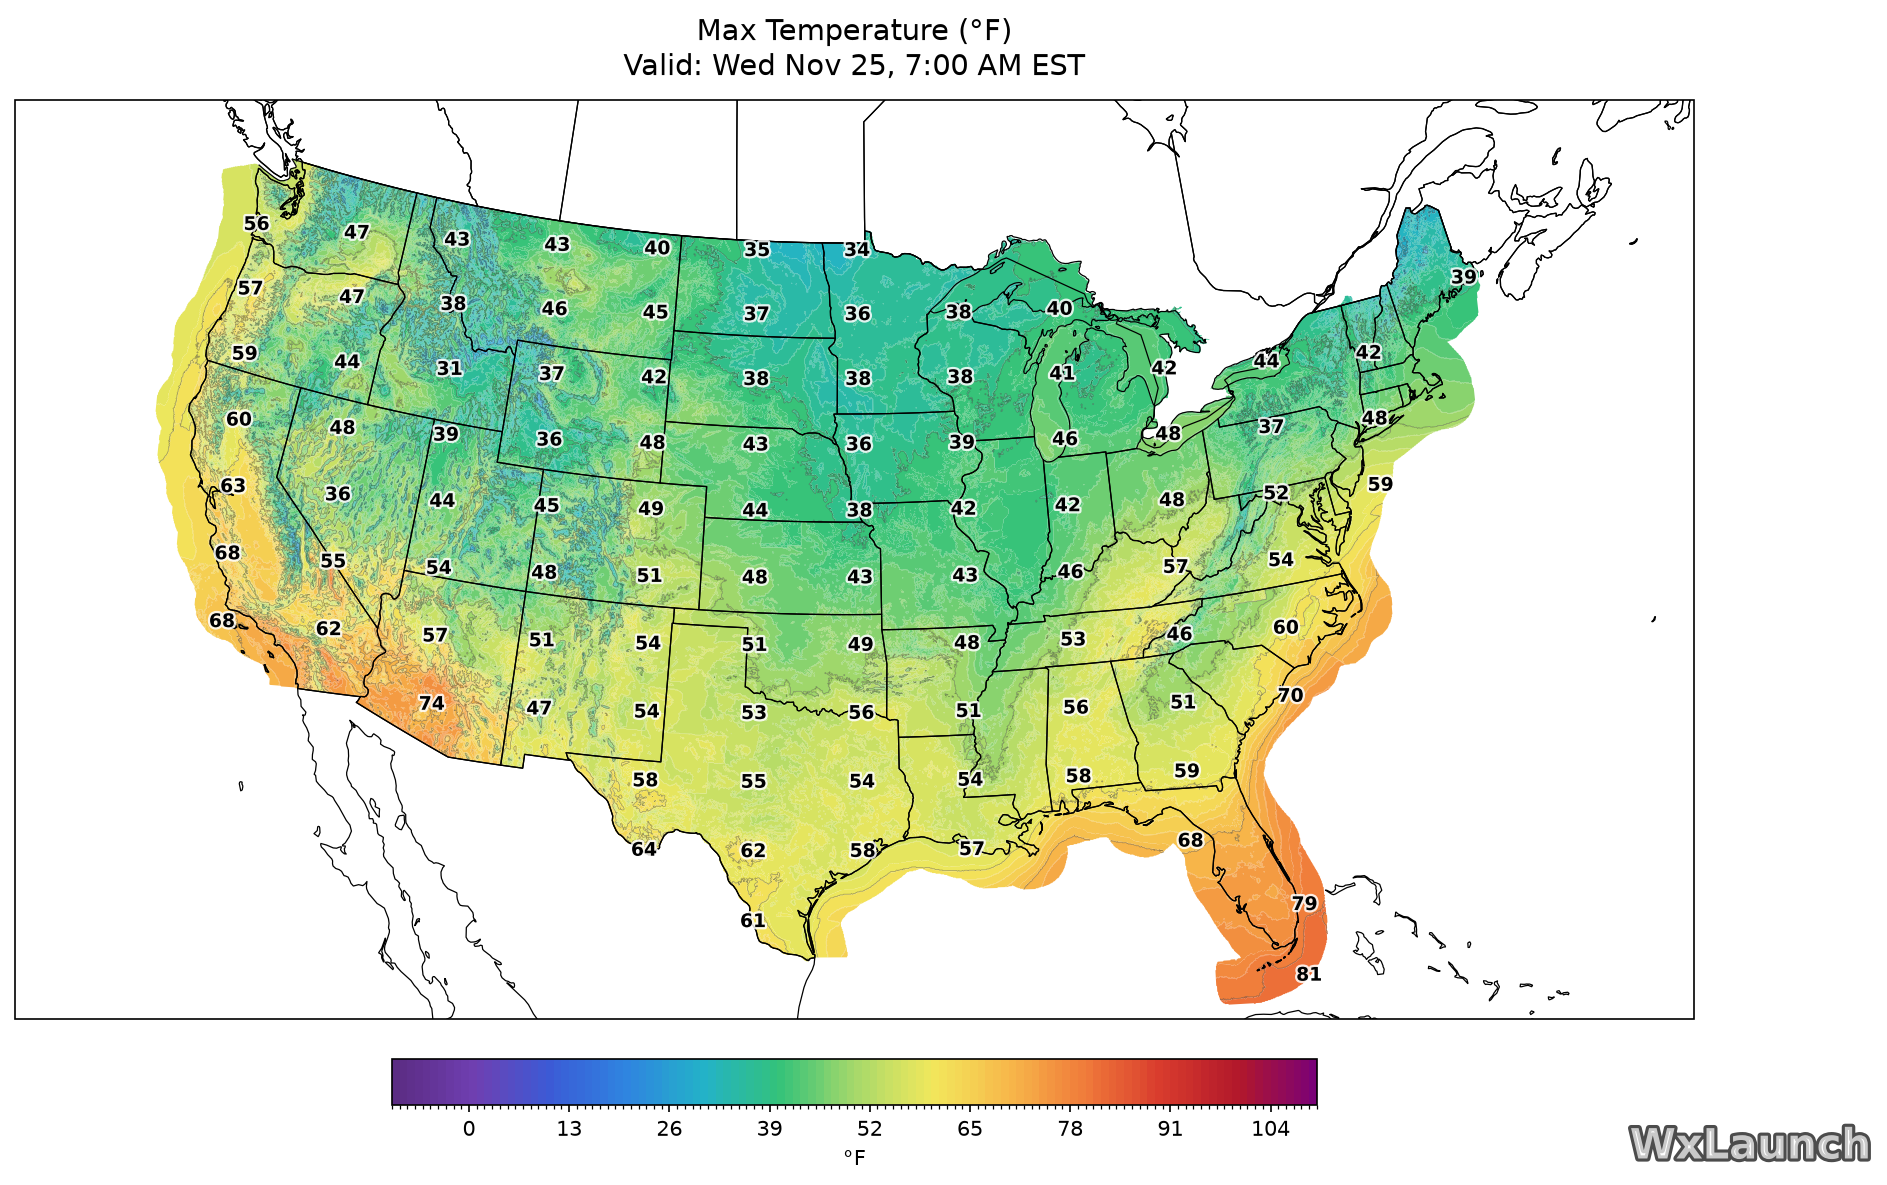 Max Temperature (°F)
Valid: Wed Nov 25, 7:00 AM EST
56 47 43 43 40 35 34
57 47 38 46 45 37 36 38 40 39
59 44 31 37 42 38 38 38 41 42 44 42
60 48 39 36 48 43 36 39 46 48 37 48
63 36 44 45 49 44 38 42 42 48 52 59
68 55 54 48 51 48 43 43 46 57 54
68 62 57 51 54 51 49 48 53 46 60
74 47 54 53 56 51 56 51 70
58 55 54 54 58 59
64 62 58 57 68
61 79
81
0 13 26 39 52 65 78 91 104
°F
WxLaunch